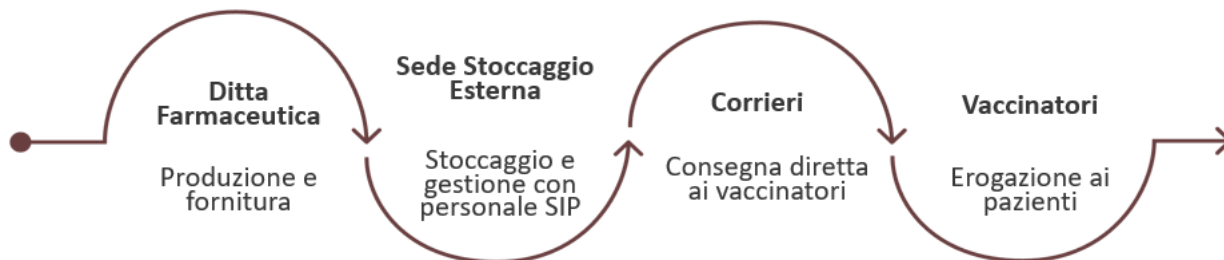 Ditta
Farmaceutica
Produzione e
fornitura
Sede Stoccaggio
Esterna
Stoccaggio e
gestione con
personale SIP
Corrieri
Consegna diretta
ai vaccinatori
Vaccinatori
Erogazione ai
pazienti